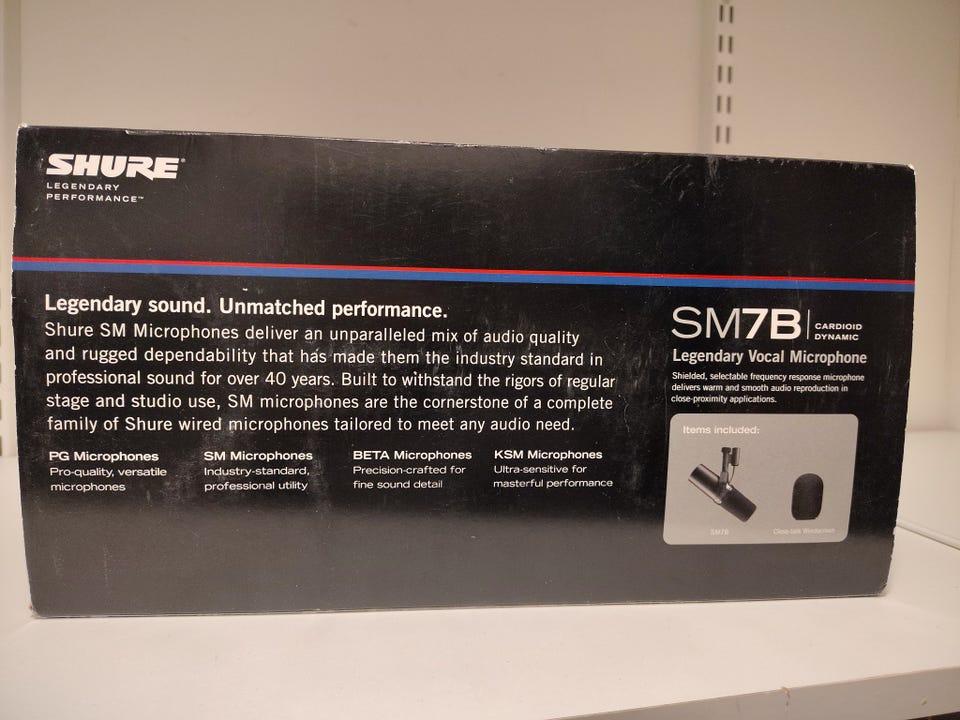 SHURE®
LEGENDARY
PERFORMANCE™
Legendary sound. Unmatched performance.
Shure SM Microphones deliver an unparalleled mix of audio quality
and rugged dependability that has made them the industry standard in
professional sound for over 40 years. Built to withstand the rigors of regular
stage and studio use, SM microphones are the cornerstone of a complete
family of Shure wired microphones tailored to meet any audio need.
PG Microphones
Pro-quality, versatile
microphones
SM Microphones
Industry-standard,
professional utility
BETA Microphones
Precision-crafted for
fine sound detail
KSM Microphones
Ultra-sensitive for
masterful performance
SM7B
CARDIOID
DYNAMIC
Legendary Vocal Microphone
Shielded, selectable frequency response microphone
delivers warm and smooth audio reproduction in
close-proximity applications.
Items included:
SM7B
Close-talk Windscreen